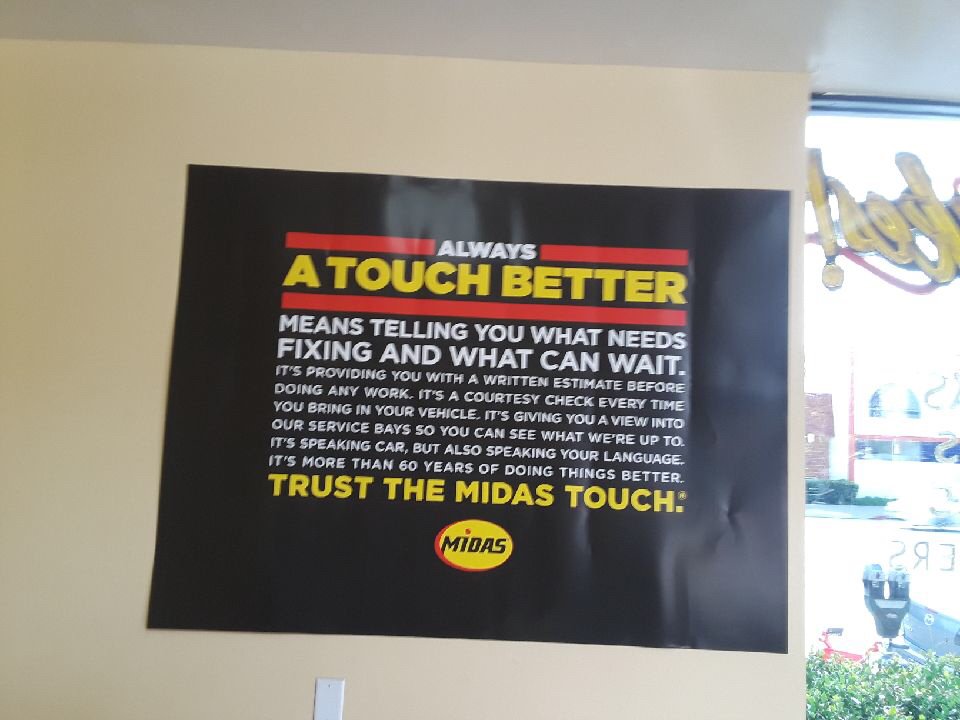 ALWAYS
A TOUCH BETTER
MEANS TELLING YOU WHAT NEEDS
FIXING AND WHAT CAN WAIT.
IT'S PROVIDING YOU WITH A WRITTEN ESTIMATE BEFORE
DOING ANY WORK. IT'S A COURTESY CHECK EVERY TIME
YOU BRING IN YOUR VEHICLE. IT'S GIVING YOU A VIEW INTO
OUR SERVICE BAYS SO YOU CAN SEE WHAT WE'RE UP TO.
IT'S SPEAKING CAR, BUT ALSO SPEAKING YOUR LANGUAGE.
IT'S MORE THAN 60 YEARS OF DOING THINGS BETTER.
TRUST THE MIDAS TOUCH.®
MIDAS